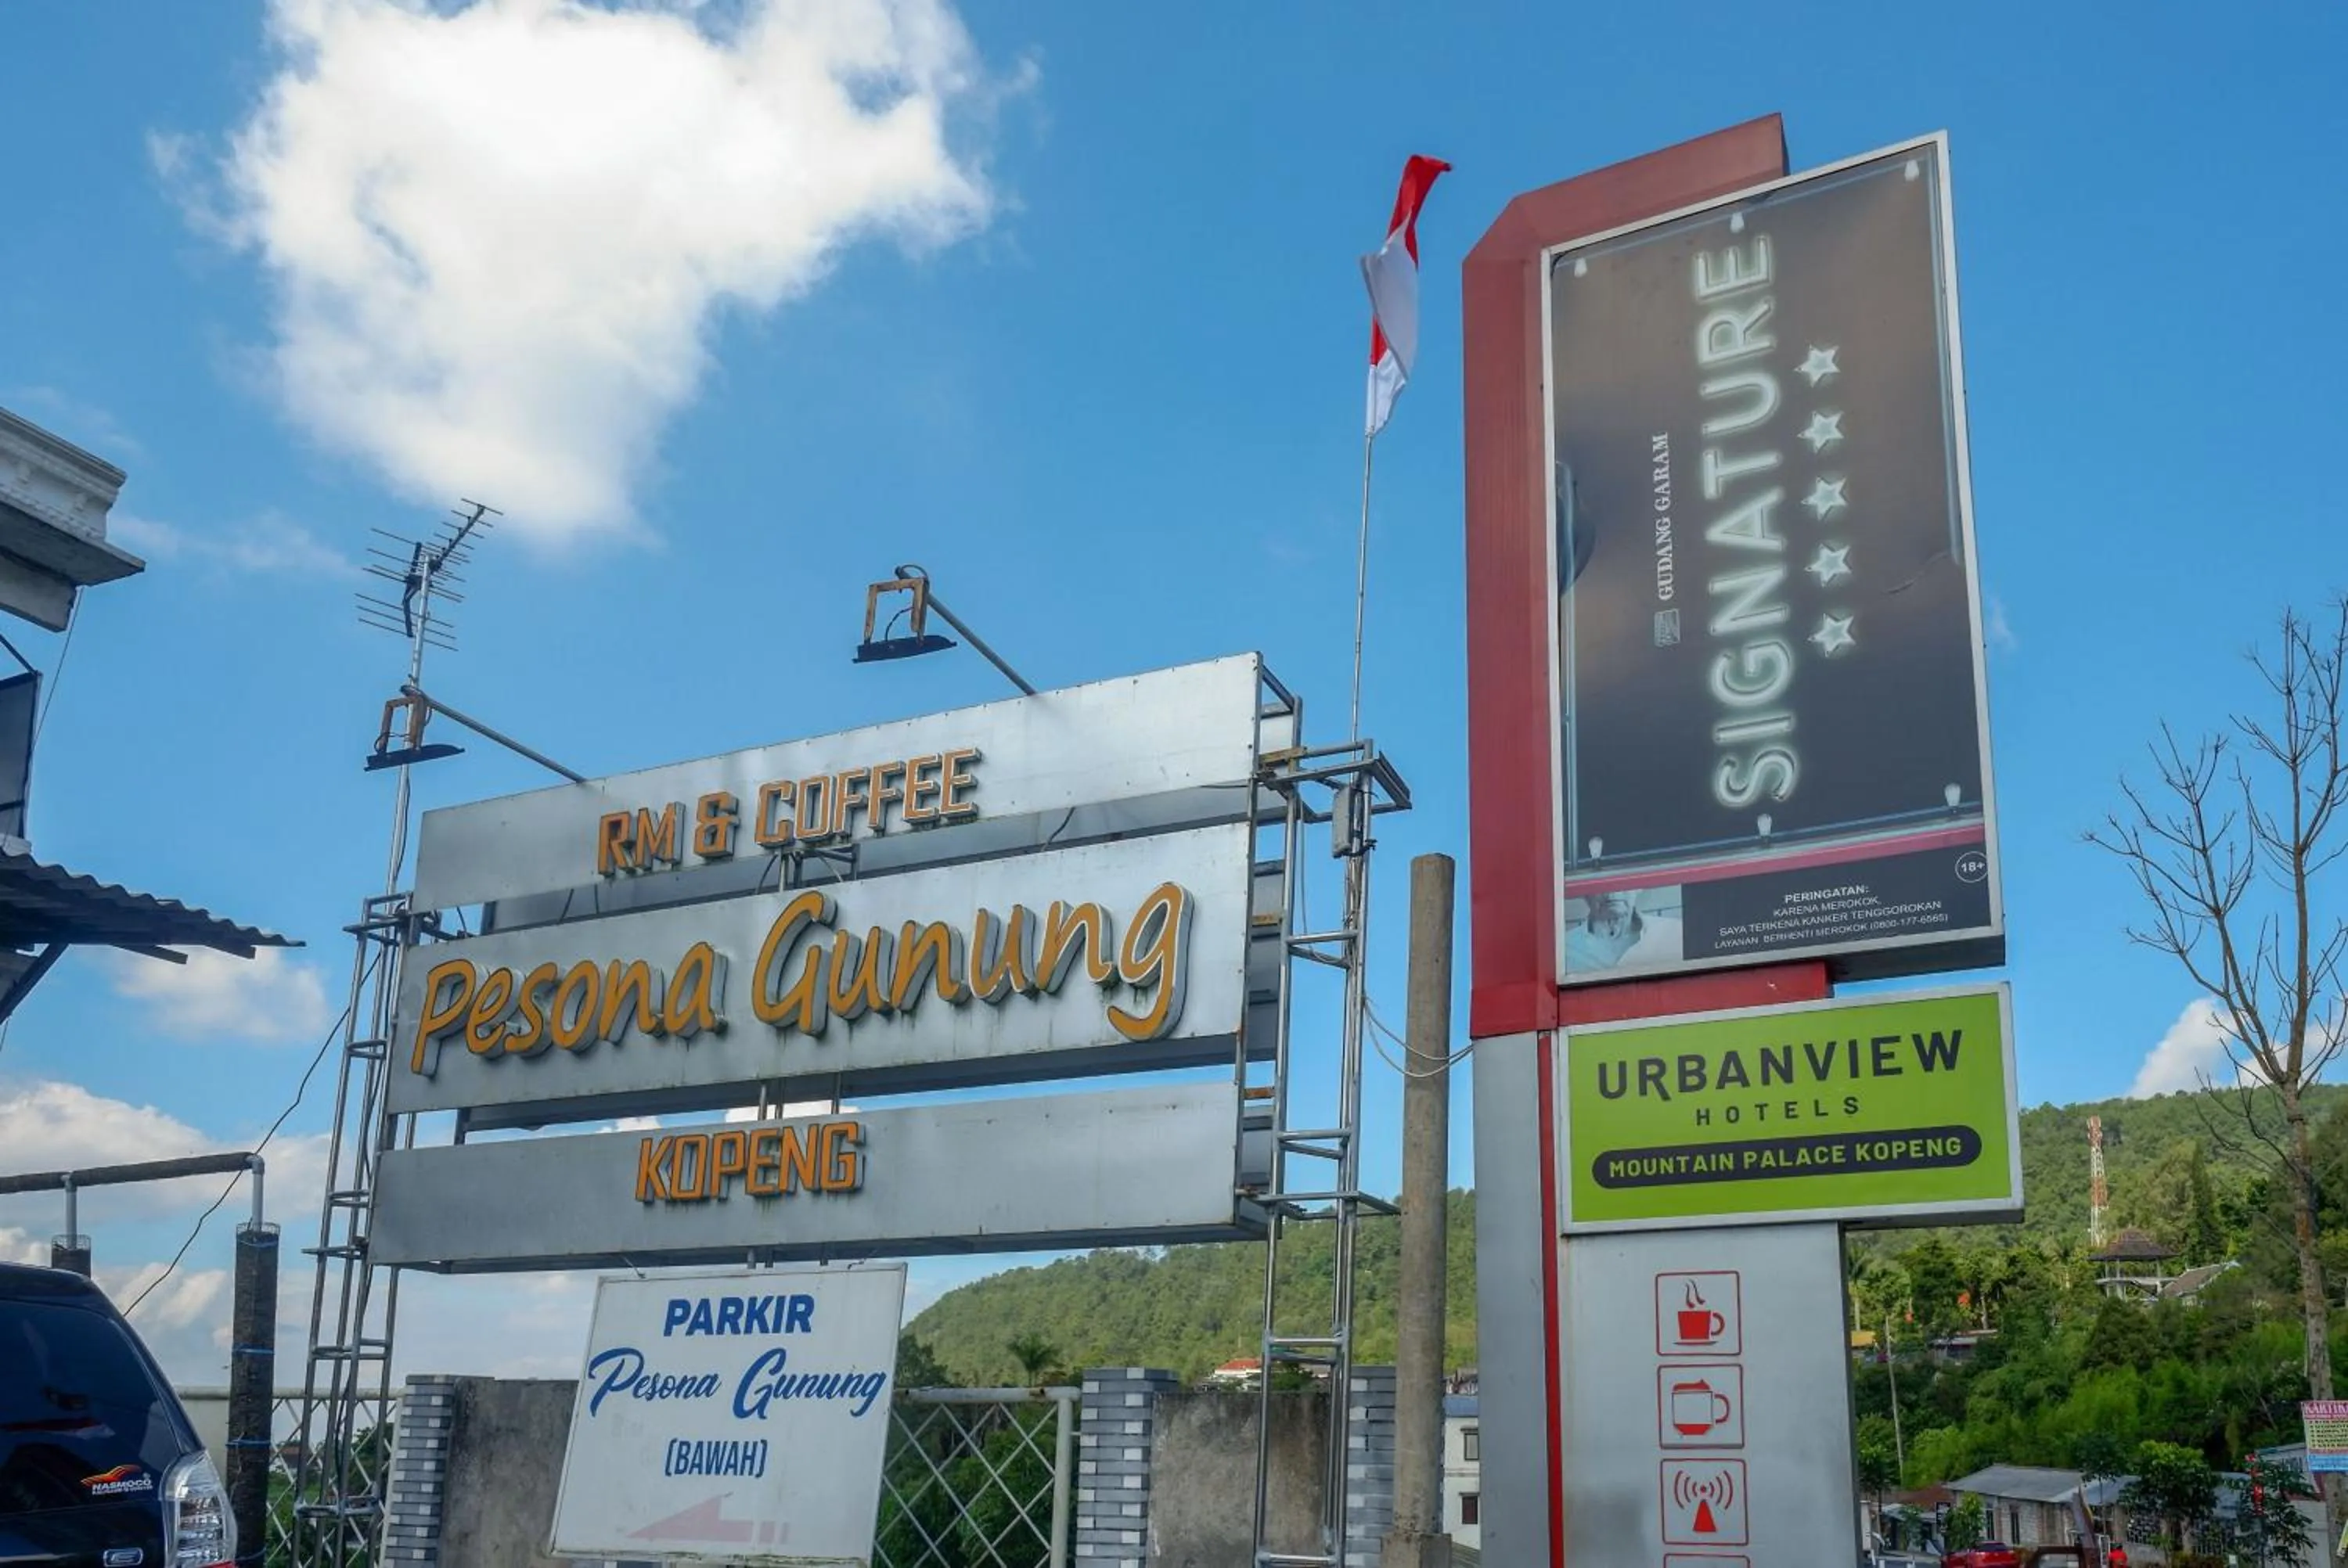 RM & COFFEE
Pesona Gunung
KOPENG
PARKIR
Pesona Gunung
(BAWAH)
GUDANG GARAM
SIGNATURE
18+
PERINGATAN:
KARENA MEROKOK,
SAYA TERKENA KANKER TENGGOROKAN
LAYANAN BERHENTI MEROKOK (0800-177-6565)
URBANVIEW
HOTELS
MOUNTAIN PALACE KOPENG
NASMOCO